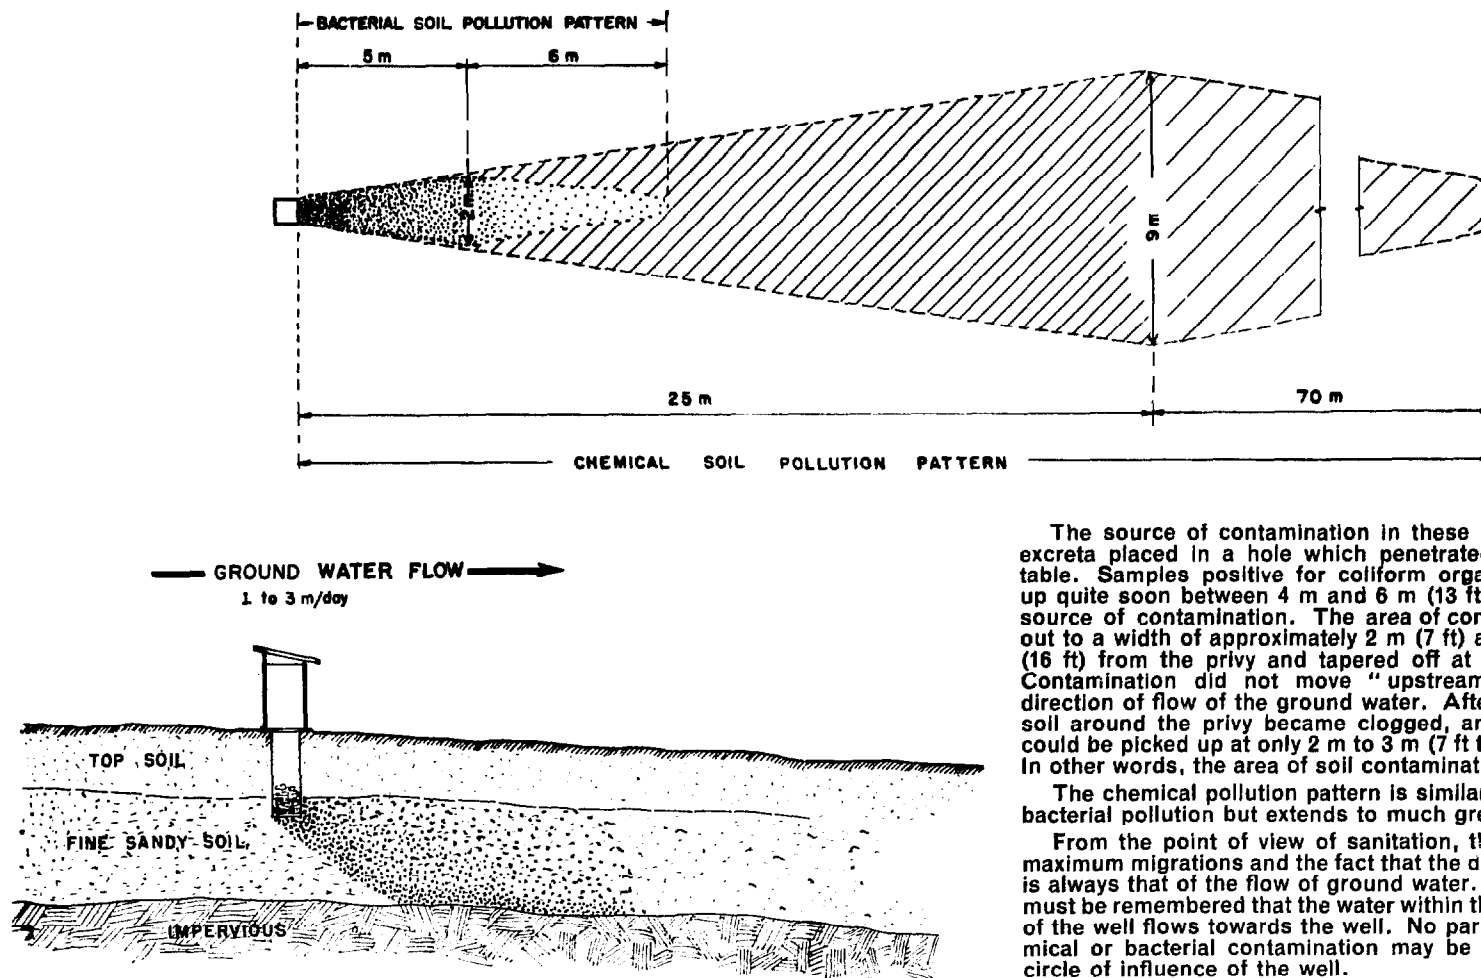 BACTERIAL SOIL POLLUTION PATTERN
5 m
6 m
2 m
9 m
25 m
70 m
CHEMICAL SOIL POLLUTION PATTERN
GROUND WATER FLOW
1 to 3 m/day
TOP SOIL
FINE SANDY SOIL
IMPERVIOUS
The source of contamination in these
excreta placed in a hole which penetrate
table. Samples positive for coliform orga
up quite soon between 4 m and 6 m (13 ft
source of contamination. The area of con
out to a width of approximately 2 m (7 ft) a
(16 ft) from the privy and tapered off at
Contamination did not move " upstream
direction of flow of the ground water. Afte
soil around the privy became clogged, an
could be picked up at only 2 m to 3 m (7 ft t
In other words, the area of soil contaminat
The chemical pollution pattern is similar
bacterial pollution but extends to much gre
From the point of view of sanitation, th
maximum migrations and the fact that the d
is always that of the flow of ground water.
must be remembered that the water within th
of the well flows towards the well. No par
mical or bacterial contamination may be
circle of influence of the well.